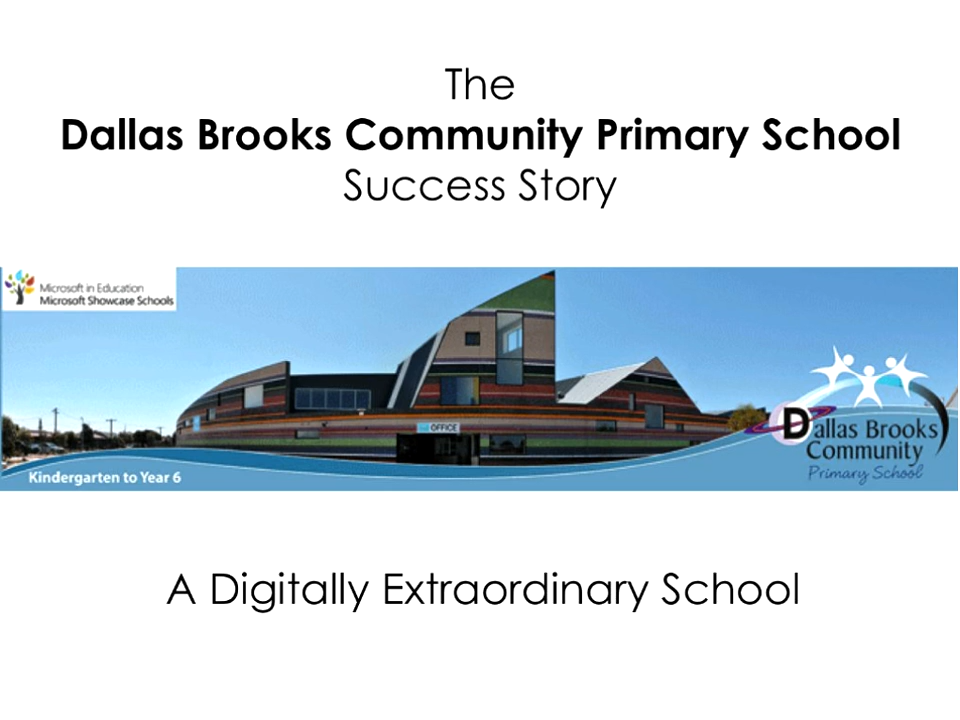 The
Dallas Brooks Community Primary School
Success Story
Microsoft in Education
Microsoft Showcase Schools
OFFICE
Dallas Brooks
Community
Primary School
Kindergarten to Year 6
A Digitally Extraordinary School